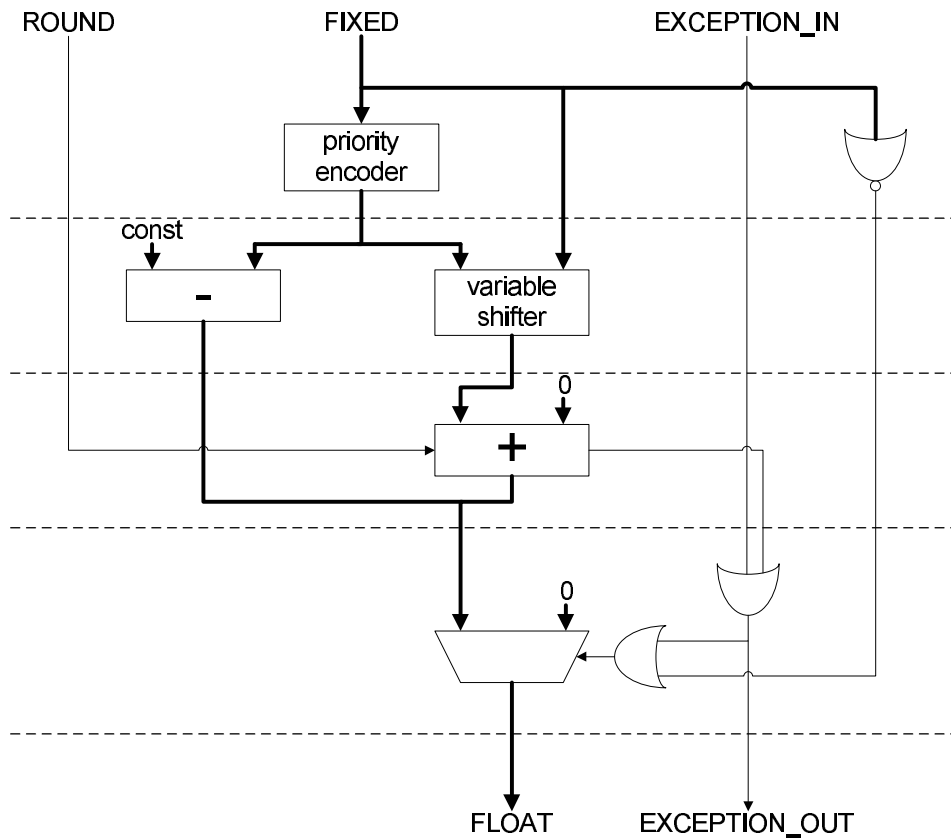 ROUND
FIXED
EXCEPTION_IN
priority
encoder
const
-
variable
shifter
0
+
0
FLOAT
EXCEPTION_OUT